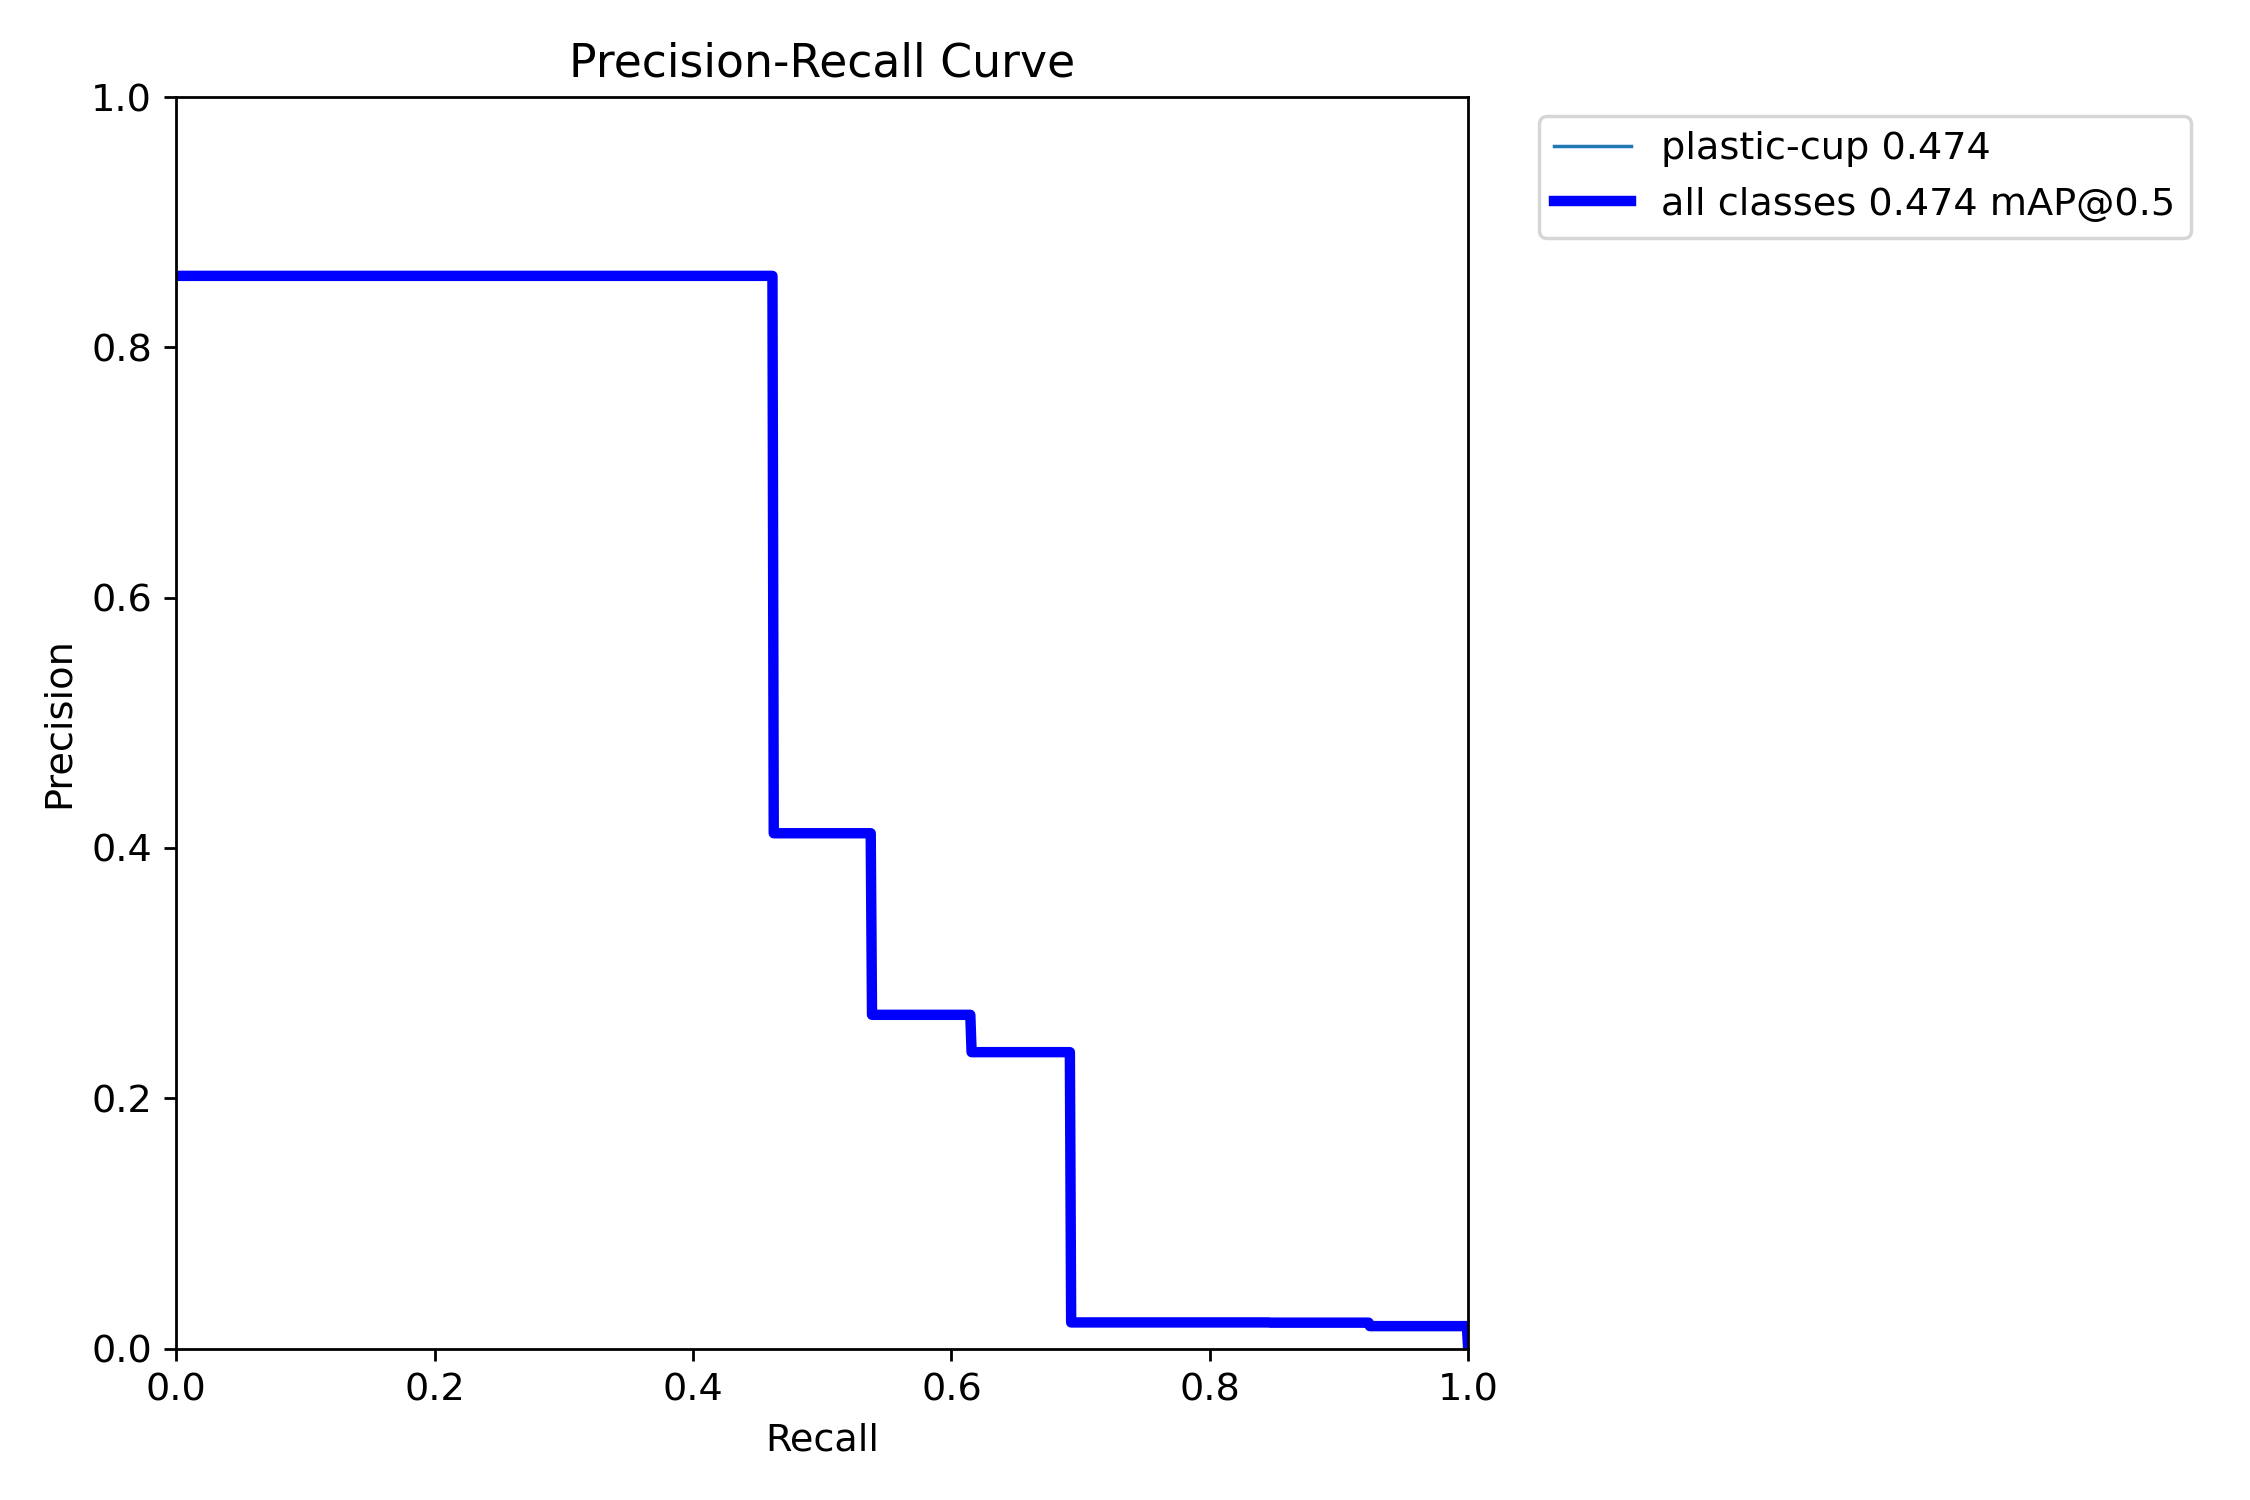 Precision-Recall Curve
1.0
0.8
0.6
0.4
0.2
0.0
Precision
0.0 0.2 0.4 0.6 0.8 1.0
Recall
plastic-cup 0.474
all classes 0.474 mAP@0.5